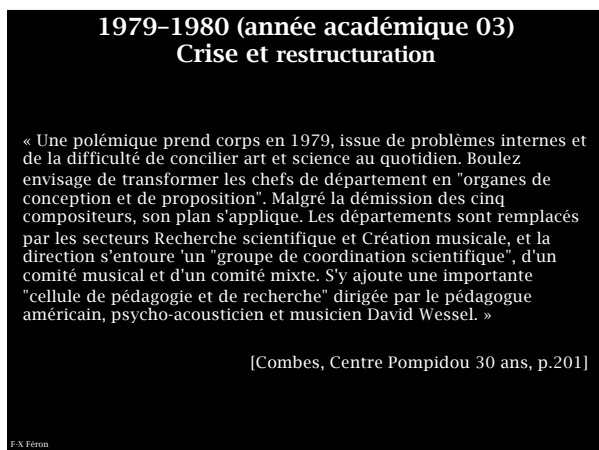 1979–1980 (année académique 03)
Crise et restructuration
« Une polémique prend corps en 1979, issue de problèmes internes et
de la difficulté de concilier art et science au quotidien. Boulez
envisage de transformer les chefs de département en "organes de
conception et de proposition". Malgré la démission des cinq
compositeurs, son plan s'applique. Les départements sont remplacés
par les secteurs Recherche scientifique et Création musicale, et la
direction s’entoure 'un "groupe de coordination scientifique", d'un
comité musical et d'un comité mixte. S'y ajoute une importante
"cellule de pédagogie et de recherche" dirigée par le pédagogue
américain, psycho-acousticien et musicien David Wessel. »
[Combes, Centre Pompidou 30 ans, p.201]
F-X Féron